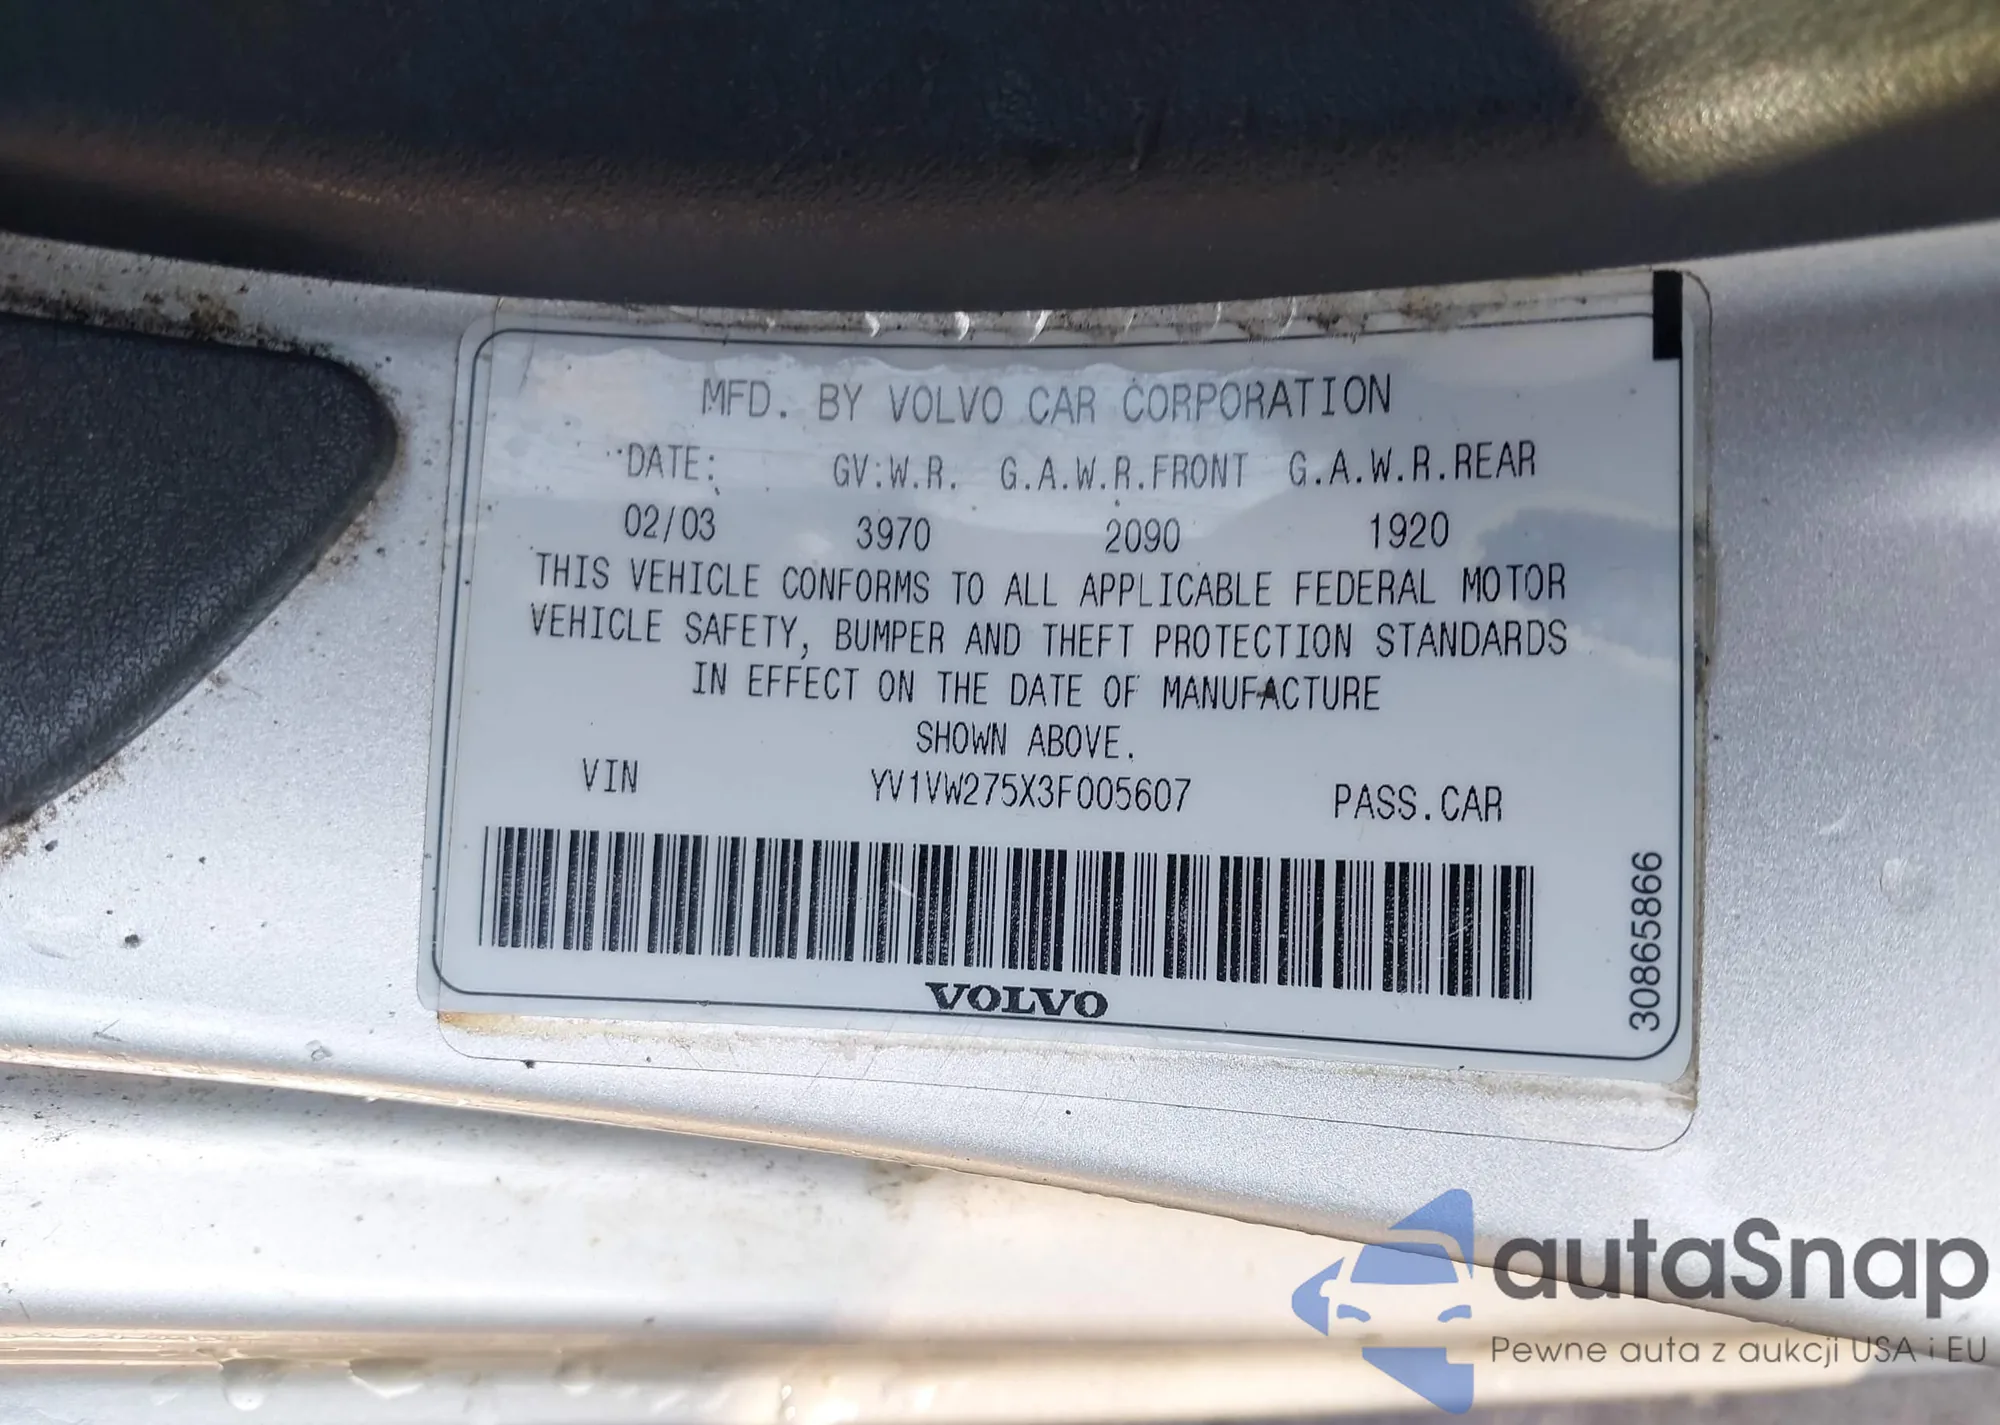 MFD. BY VOLVO CAR CORPORATION
DATE: GV:W.R. G.A.W.R.FRONT G.A.W.R.REAR
02/03 3970 2090 1920
THIS VEHICLE CONFORMS TO ALL APPLICABLE FEDERAL MOTOR
VEHICLE SAFETY, BUMPER AND THEFT PROTECTION STANDARDS
IN EFFECT ON THE DATE OF MANUFACTURE
SHOWN ABOVE.
VIN YV1VW275X3F005607 PASS.CAR
VOLVO
30865866
autaSnap
Pewne auta z aukcji USA i EU